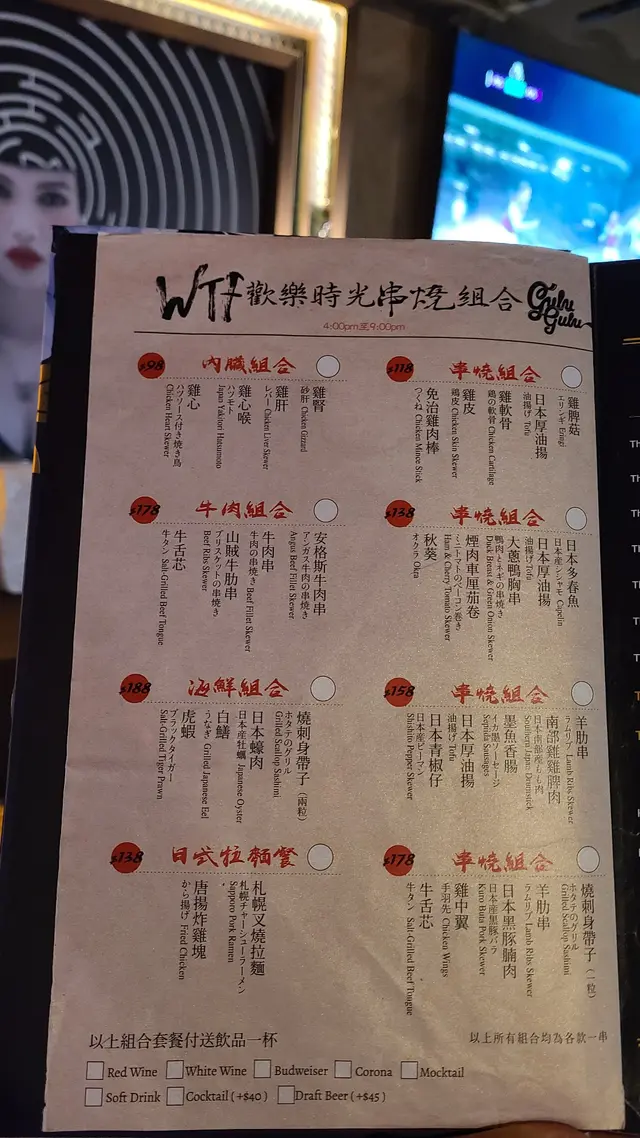 WTF歡樂時光串燒組合
Gulu Gulu
4:00pm至9:00pm
$98 內臟組合
雞腎
砂肝 Chicken Gizzard
雞肝
レバー Chicken Liver Skewer
雞心喉
ハツモト
Japan Yakitori Hatsumoto
雞心
ハツソース付き焼き鳥
Chicken Heart Skewer
$118 串燒組合
雞脾菇
エリンギ Eringi
日本厚油揚
油揚げ Tofu
雞軟骨
鶏の軟骨 Chicken Cartilage
雞皮
鶏皮 Chicken Skin Skewer
免治雞肉棒
つくね Chicken Mince Stick
$178 牛肉組合
安格斯牛肉串
アンガス牛肉の串焼き
Angus Beef Fillet Skewer
牛肉串
牛肉の串焼き Beef Fillet Skewer
山賊牛肋串
ブリスケットの串焼き
Beef Ribs Skewer
牛舌芯
牛タン Salt-Grilled Beef Tongue
$138 串燒組合
日本多春魚
日本産シシャモ Capelin
日本厚油揚
油揚げ Tofu
大蔥鴨胸串
鴨肉とネギの串焼き
Duck Breast & Green Onion Skewer
煙肉車厘茄卷
ミニトマトのベーコン巻き
Ham & Cherry Tomato Skewer
秋葵
オクラ Okra
$188 海鮮組合
燒刺身帶子（兩粒）
ホタテのグリル
Grilled Scallop Sashimi
日本蠔肉
日本産牡蠣 Japanese Oyster
白鱔
うなぎ Grilled Japanese Eel
虎蝦
ブラックタイガー
Salt-Grilled Tiger Prawn
$158 串燒組合
羊肋串
ラムリブ Lamb Ribs Skewer
南部雞雞髀肉
日本南部産もも肉
Southern Japan Drumstick
墨魚香腸
イカ墨ソーセージ
Sepiida Sausages
日本厚油揚
油揚げ Tofu
日本青椒仔
日本産ピーマン
Shishito Pepper Skewer
$138 日式拉麵餐
札幌叉燒拉麵
札幌チャーシューラーメン
Sapporo Pork Ramen
唐揚炸雞塊
から揚げ Fried Chicken
$178 串燒組合
燒刺身帶子（一粒）
ホタテのグリル
Grilled Scallop Sashimi
羊肋串
ラムリブ Lamb Ribs Skewer
日本黑豚腩肉
日本産黒豚バラ
Kuro Buta Pork Skewer
雞中翼
手羽先 Chicken Wings
牛舌芯
牛タン Salt-Grilled Beef Tongue
以上組合套餐付送飲品一杯
以上所有組合均為各款一串
Red Wine White Wine Budweiser Corona Mocktail
Soft Drink Cocktail (+$40) Draft Beer (+$45)